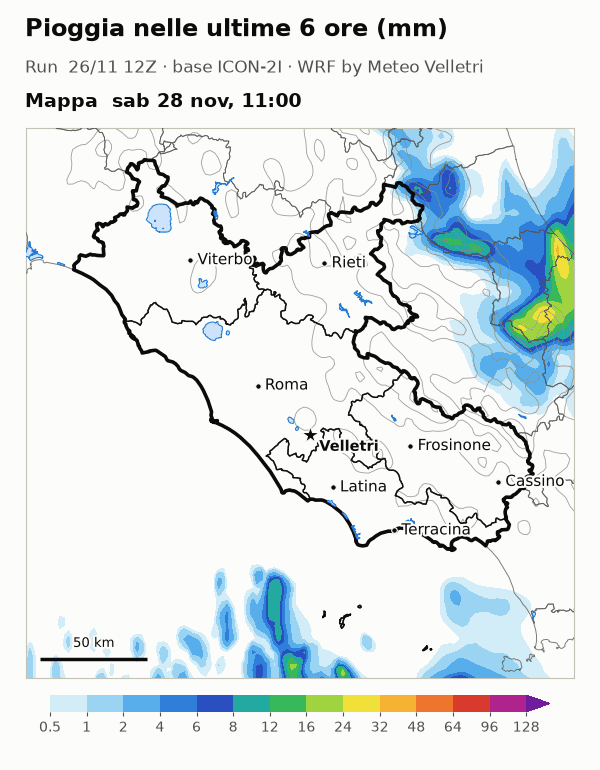 Pioggia nelle ultime 6 ore (mm)
Run  26/11 12Z · base ICON-2I · WRF by Meteo Velletri
Mappa  sab 28 nov, 11:00
Viterbo
Rieti
Roma
Velletri
Frosinone
Cassino
Latina
Terracina
50 km
0.5 1 2 4 6 8 12 16 24 32 48 64 96 128